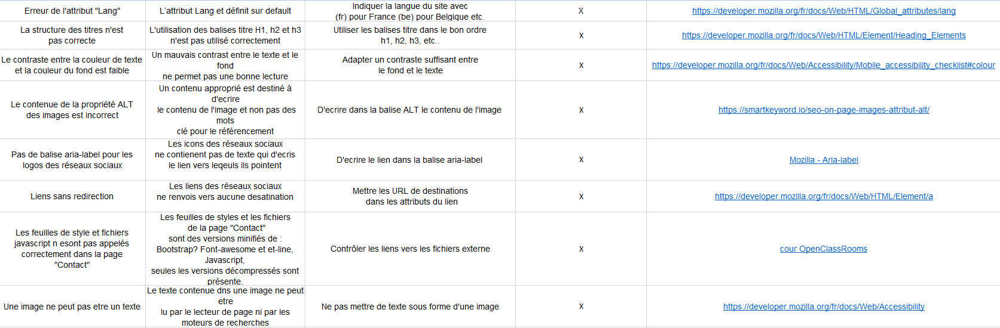 Erreur de l'attribut "Lang"
L'attribut Lang et définit sur default
Indiquer la langue du site avec
(fr) pour France (be) pour Belgique etc.
X
https://developer.mozilla.org/fr/docs/Web/HTML/Global_attributes/lang
La structure des titres n'est
pas correcte
L'utilisation des balises titre H1, h2 et h3
n'est pas utilisé correctement
Utiliser les balises titre dans le bon ordre
h1, h2, h3, etc..
X
https://developer.mozilla.org/fr/docs/Web/HTML/Element/Heading_Elements
Le contraste entre la couleur de texte
et la couleur du fond est faible
Un mauvais contrast entre le texte et le
fond
ne permet pas une bonne lecture
Adapter un contraste suffisant entre
le fond et le texte
X
https://developer.mozilla.org/fr/docs/Web/Accessibility/Mobile_accessibility_checklist#colour
Le contenue de la propriété ALT
des images est incorrect
Un contenu approprié est destiné à
d'ecrire
le contenu de l'image et non pas des
mots
clé pour le référencement
D'ecrire dans la balise ALT le contenu de l'image
X
https://smartkeyword.io/seo-on-page-images-attribut-alt/
Pas de balise aria-label pour les
logos des réseaux sociaux
Les icons des réseaux sociaux
ne contienent pas de texte qui d'ecris
le lien vers leqeuls ils pointent
D'ecrire le lien dans la balise aria-label
X
Mozilla - Aria-label
Liens sans redirection
Les liens des réseaux sociaux
ne renvois vers aucune desatination
Mettre les URL de destinations
dans les attributs du lien
X
https://developer.mozilla.org/fr/docs/Web/HTML/Element/a
Les feuilles de style et fichiers
javascript n esont pas appelés
correctement dans la page
"Contact"
Les feuilles de styles et les fichiers
de la page "Contact"
sont des versions minifiés de :
Bootstrap? Font-awesome et et-line,
Javascript,
seules les versions décompressés sont
présente.
Contrôler les liens vers les fichiers externe
X
cour OpenClassRooms
Une image ne peut pas etre un texte
Le texte contenue dns une image ne peut
etre
lu par le lecteur de page ni par les
moteurs de recherches
Ne pas mettre de texte sous forme d'une image
X
https://developer.mozilla.org/fr/docs/Web/Accessibility